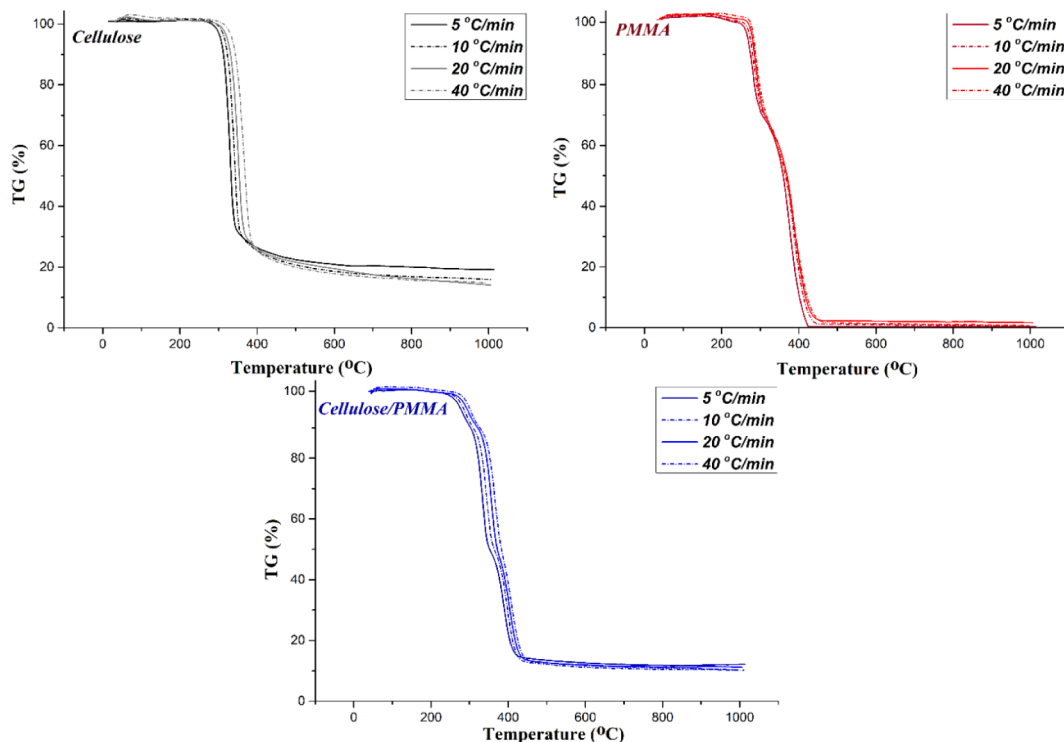 Cellulose
5 °C/min
10 °C/min
20 °C/min
40 °C/min
TG (%)
100
80
60
40
20
0
0 200 400 600 800 1000
Temperature (⁰C)
PMMA
5 °C/min
10 °C/min
20 °C/min
40 °C/min
TG (%)
100
80
60
40
20
0
0 200 400 600 800 1000
Temperature (⁰C)
Cellulose/PMMA
5 °C/min
10 °C/min
20 °C/min
40 °C/min
TG (%)
100
80
60
40
20
0
0 200 400 600 800 1000
Temperature (⁰C)